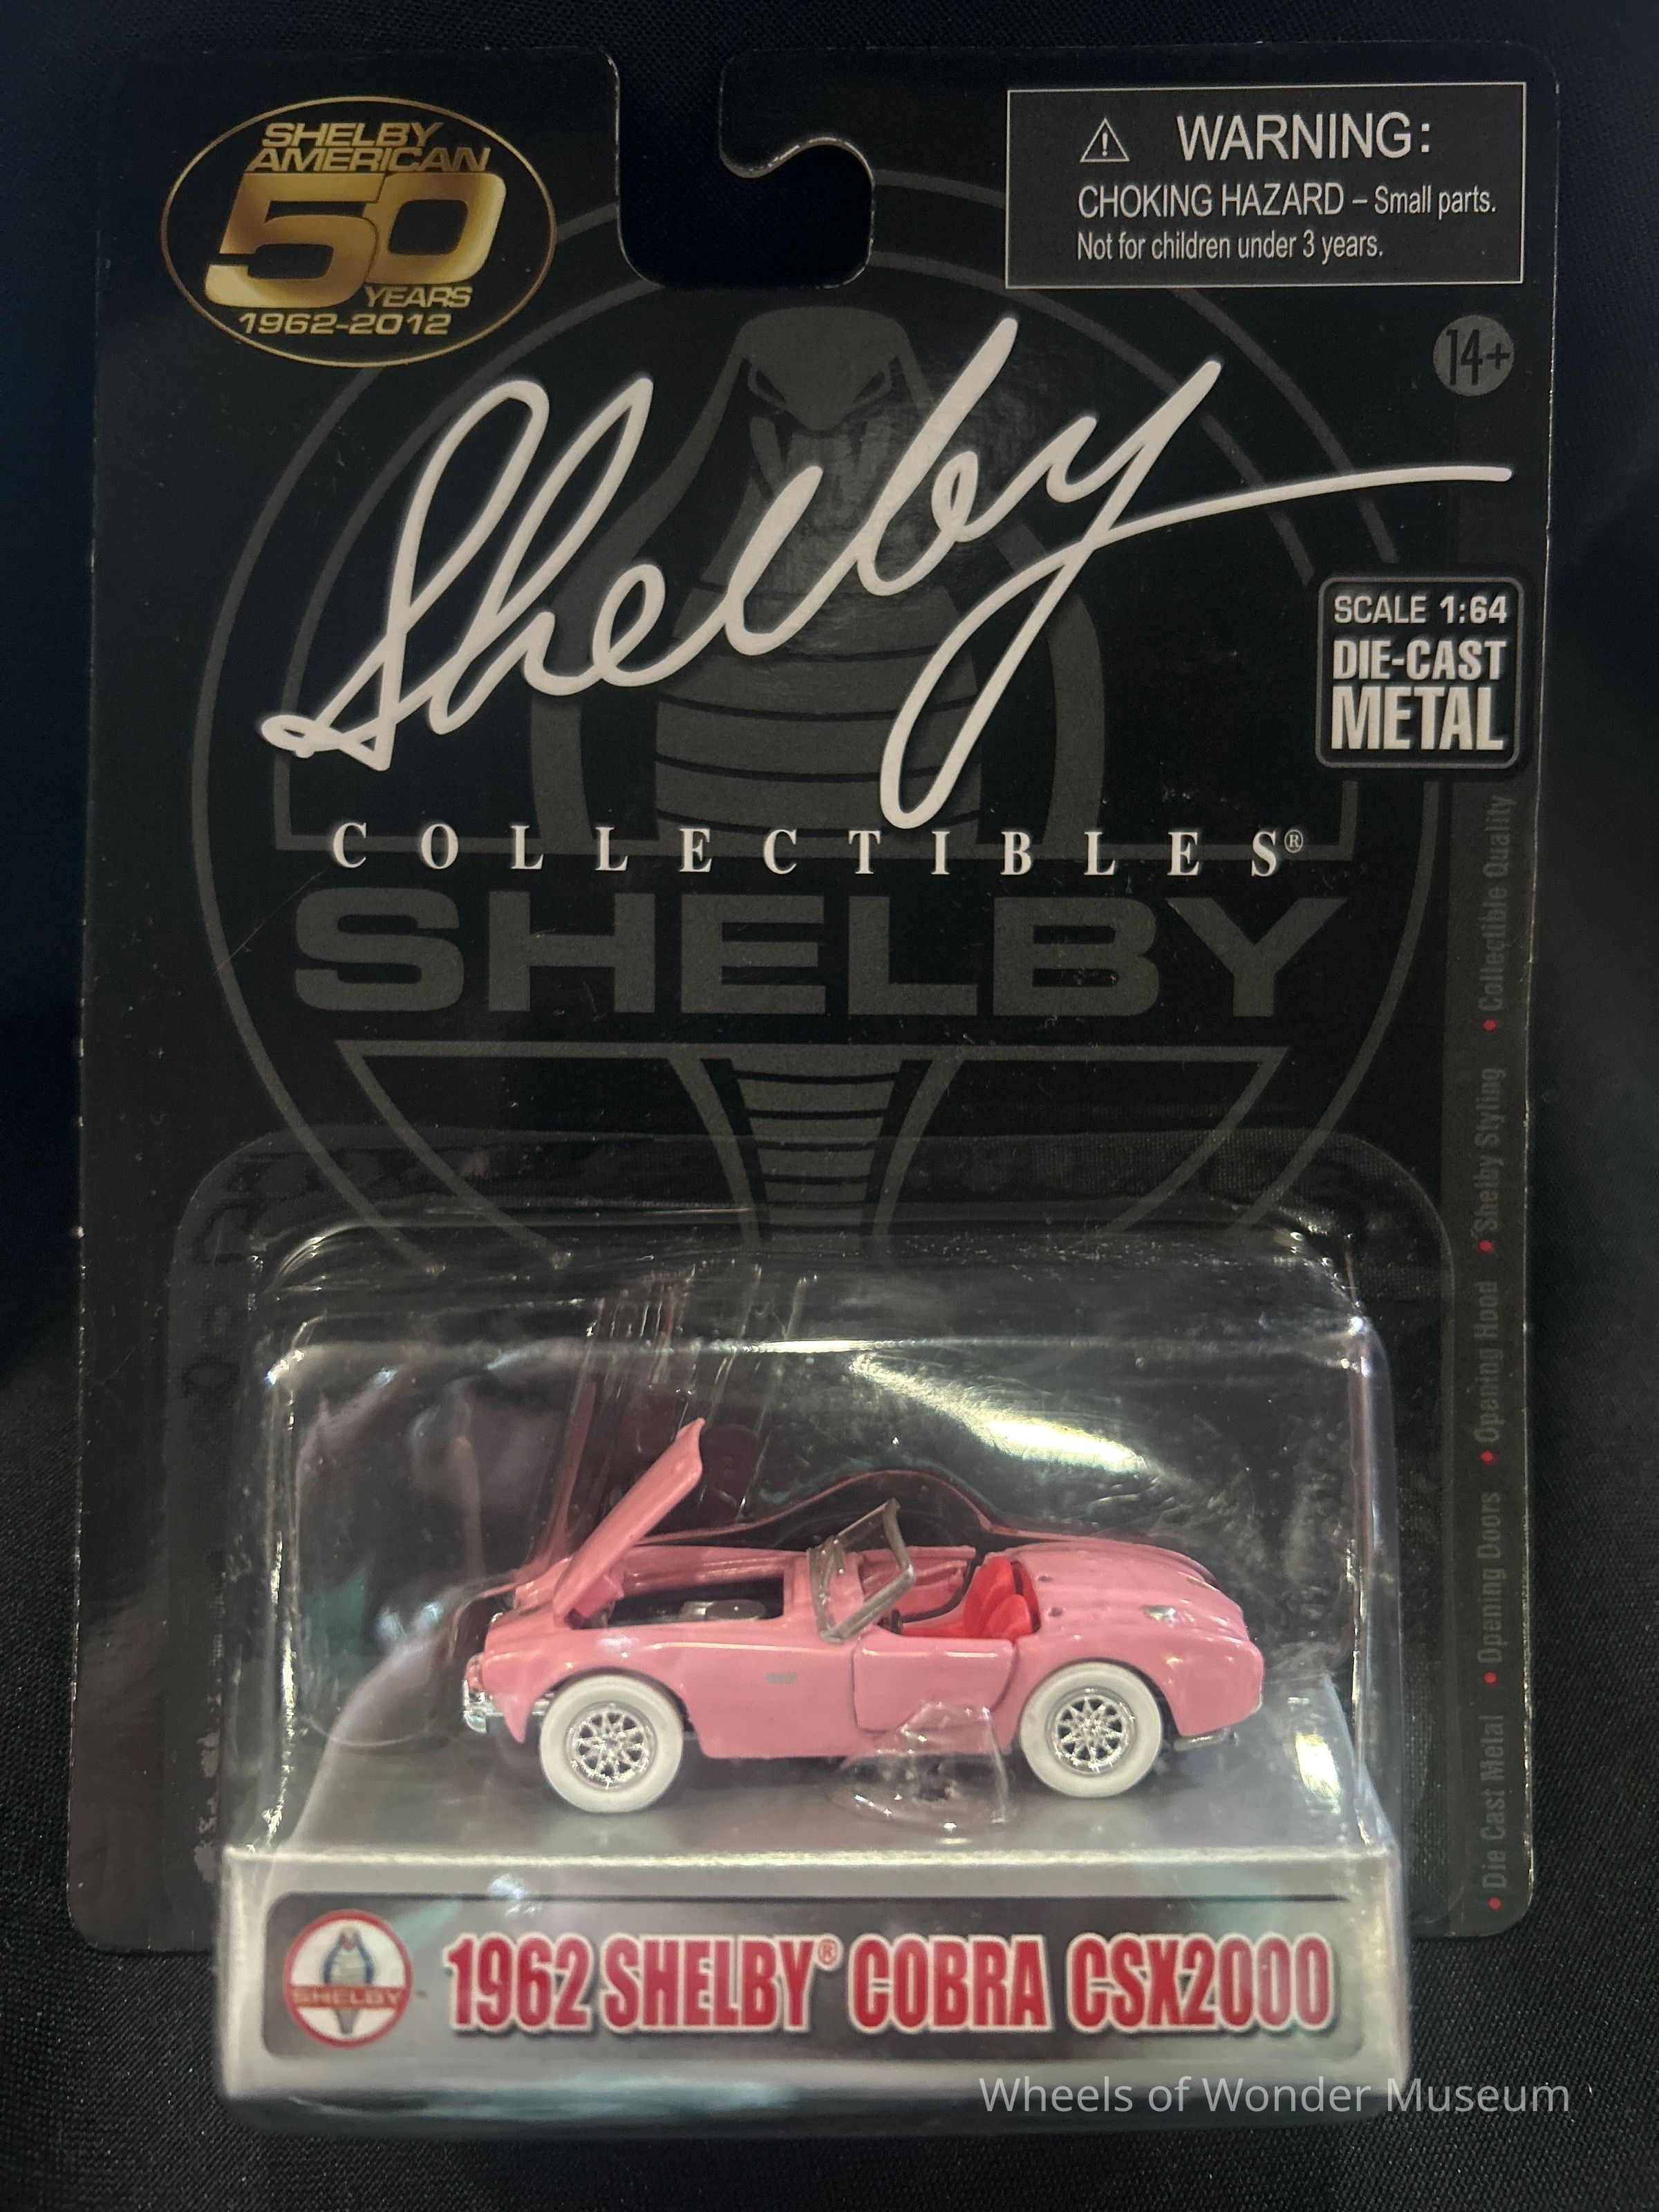 SHELBY
AMERICAN
50
YEARS
1962-2012
⚠ WARNING:
CHOKING HAZARD – Small parts.
Not for children under 3 years.
14+
Shelby
COLLECTIBLES®
SCALE 1:64
DIE-CAST
METAL
SHELBY
• Die Cast Metal • Opening Doors • Opening Hood • Shelby Styling • Collectible Quality
SHELBY
1962 SHELBY® COBRA CSX2000
Wheels of Wonder Museum